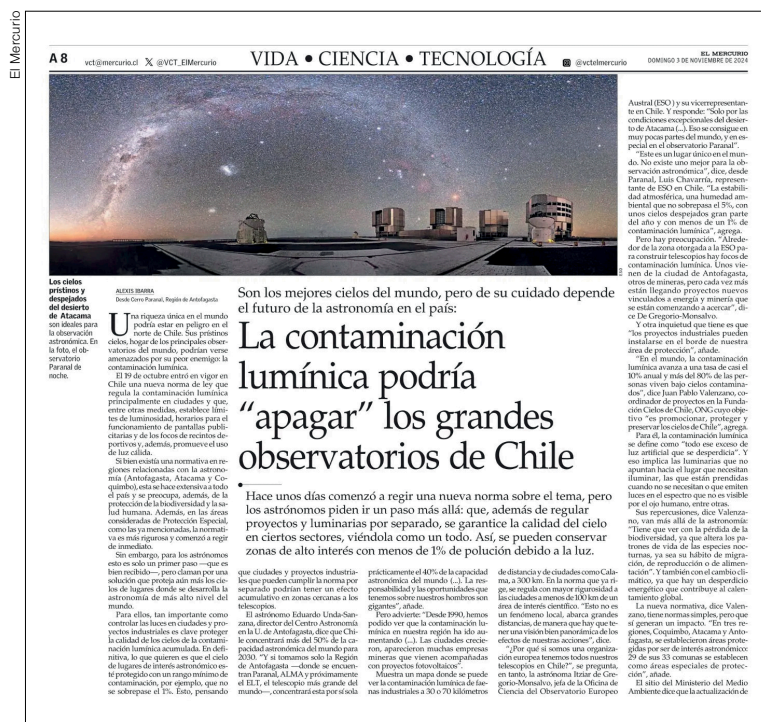 El Mercurio
A 8
vct@mercurio.cl X @VCT_ElMercurio
VIDA • CIENCIA • TECNOLOGÍA
@vctelmercurio
EL MERCURIO
DOMINGO 3 DE NOVIEMBRE DE 2024
Los cielos
prístinos y
despejados
del desierto
de Atacama
son ideales para
la observación
astronómica. En
la foto, el ob-
servatorio
Paranal de
noche.
ALEXIS IBARRA
Desde Cerro Paranal, Región de Antofagasta
Son los mejores cielos del mundo, pero de su cuidado depende
el futuro de la astronomía en el país:
La contaminación
lumínica podría
“apagar” los grandes
observatorios de Chile
Hace unos días comenzó a regir una nueva norma sobre el tema, pero
los astrónomos piden ir un paso más allá: que, además de regular
proyectos y luminarias por separado, se garantice la calidad del cielo
en ciertos sectores, viéndola como un todo. Así, se pueden conservar
zonas de alto interés con menos de 1% de polución debido a la luz.
Una riqueza única en el mundo
podría estar en peligro en el
norte de Chile. Sus prístinos
cielos, hogar de los principales obser-
vatorios del mundo, podrían verse
amenazados por su peor enemigo: la
contaminación lumínica.
El 19 de octubre entró en vigor en
Chile una nueva norma de ley que
regula la contaminación lumínica
principalmente en ciudades y que,
entre otras medidas, establece lími-
tes de luminosidad, horarios para el
funcionamiento de pantallas publi-
citarias y de los focos de recintos de-
portivos y, además, promueve el uso
de luz cálida.
Si bien existía una normativa en re-
giones relacionadas con la astrono-
mía (Antofagasta, Atacama y Co-
quimbo), esta se hace extensiva a todo
el país y se preocupa, además, de la
protección de la biodiversidad y la sa-
lud humana. Además, en las áreas
consideradas de Protección Especial,
como las ya mencionadas, la normati-
va es más rigurosa y comenzó a regir
de inmediato.
Sin embargo, para los astrónomos
esto es solo un primer paso —que es
bien recibido—, pero claman por una
solución que proteja aún más los cie-
los de lugares donde se desarrolla la
astronomía de más alto nivel del
mundo.
Para ellos, tan importante como
controlar las luces en ciudades y pro-
yectos industriales es clave proteger
la calidad de los cielos de la contami-
nación lumínica acumulada. En de-
finitiva, lo que quieren es que el cielo
de lugares de interés astronómico es-
té protegido con un rango mínimo de
contaminación, por ejemplo, que no
se sobrepase el 1%. Esto, pensando
que ciudades y proyectos industria-
les que pueden cumplir la norma por
separado podrían tener un efecto
acumulativo en zonas cercanas a los
telescopios.
El astrónomo Eduardo Unda-San-
zana, director del Centro Astronomía
en la U. de Antofagasta, dice que Chi-
le concentrará más del 50% de la ca-
pacidad astronómica del mundo para
2030. “Y si tomamos solo la Región
de Antofagasta —donde se encuen-
tran Paranal, ALMA y próximamente
el ELT, el telescopio más grande del
mundo—, concentrará esta por sí sola
prácticamente el 40% de la capacidad
astronómica del mundo (...). La res-
ponsabilidad y las oportunidades que
tenemos sobre nuestros hombros son
gigantes”, añade.
Pero advierte: “Desde 1990, hemos
podido ver que la contaminación lu-
mínica en nuestra región ha ido au-
mentando (...). Las ciudades crecie-
ron, aparecieron muchas empresas
mineras que vienen acompañadas
con proyectos fotovoltaicos”.
Muestra un mapa donde se puede
ver la contaminación lumínica de fae-
nas industriales a 30 o 70 kilómetros
de distancia y de ciudades como Cala-
ma, a 300 km. En la norma que ya ri-
ge, se regula con mayor rigurosidad a
las ciudades a menos de 100 km de un
área de interés científico. “Esto no es
un fenómeno local, abarca grandes
distancias, de manera que hay que te-
ner una visión bien panorámica de los
efectos de nuestras acciones”, dice.
“¿Por qué si somos una organización
europea tenemos todos nuestros
telescopios en Chile?”, se pregunta,
en tanto, la astrónoma Itziar de Gre-
gorio-Monsalvo, jefa de la Oficina de
Ciencia del Observatorio Europeo
Austral (ESO) y su vicerrepresentan-
te en Chile. Y responde: “Solo por las
condiciones excepcionales del desier-
to de Atacama (...). Eso se consigue en
muy pocas partes del mundo, y en es-
pecial en el observatorio Paranal”.
“Este es un lugar único en el mun-
do. No existe uno mejor para la ob-
servación astronómica”, dice, desde
Paranal, Luis Chavarría, represen-
tante de ESO en Chile. “La estabili-
dad atmosférica, una humedad am-
biental que no sobrepasa el 5%, con
unos cielos despejados gran parte
del año y con menos de un 1% de
contaminación lumínica”, agrega.
Pero hay preocupación. “Alrede-
dor de la zona otorgada a la ESO pa-
ra construir telescopios hay focos de
contaminación lumínica. Unos vie-
nen de la ciudad de Antofagasta,
otros de mineras, pero cada vez más
están llegando proyectos nuevos
vinculados a energía y minería que
se están comenzando a acercar”, di-
ce De Gregorio-Monsalvo.
Y otra inquietud que tiene es que
“los proyectos industriales pueden
instalarse en el borde de nuestra
área de protección”, añade.
“En el mundo, la contaminación
lumínica avanza a una tasa de casi el
10% anual y más del 80% de las per-
sonas viven bajo cielos contamina-
dos”, dice Juan Pablo Valenzano, co-
ordinador de proyectos en la Funda-
ción Cielos de Chile, ONG cuyo obje-
tivo “es promocionar, proteger y
preservar los cielos de Chile”, agrega.
Para él, la contaminación lumínica
se define como “todo ese exceso de
luz artificial que se desperdicia”. Y
eso implica las luminarias que no
apuntan hacia el lugar que necesitan
iluminar, las que están prendidas
cuando no se necesitan o que emiten
luces en el espectro que no es visible
por el ojo humano, entre otras.
Sus repercusiones, dice Valenza-
no, van más allá de la astronomía:
“Tiene que ver con la pérdida de la
biodiversidad, ya que altera los pa-
trones de vida de las especies noc-
turnas, ya sea su hábito de migra-
ción, de reproducción o de alimen-
tación”. Y también con el cambio cli-
mático, ya que hay un desperdicio
energético que contribuye al calen-
tamiento global.
La nueva normativa, dice Valen-
zano, tiene normas simples, pero que
sí generan un impacto. “En tres re-
giones, Coquimbo, Atacama y Anto-
fagasta, se establecieron áreas prote-
gidas por ser de interés astronómico:
29 de sus 33 comunas se establecen
como áreas especiales de protec-
ción”, añade.
El sitio del Ministerio del Medio
Ambiente dice que la actualización de